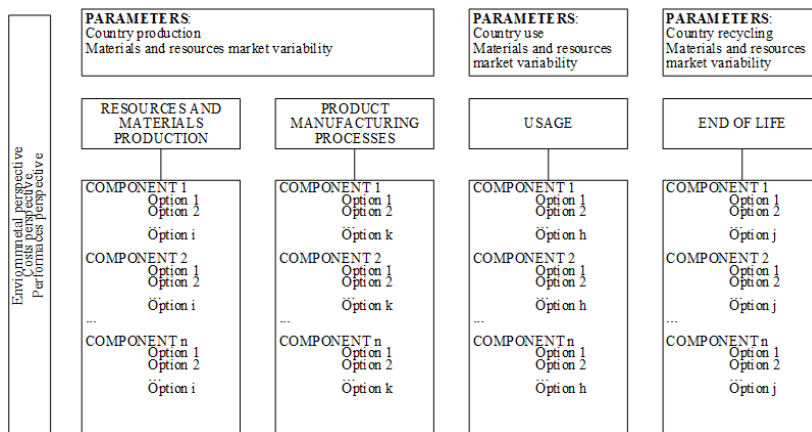 Enviornmnetal perspective
Costs perspective,
Performaces perspective
PARAMETERS:
Country production
Materials and resources market variability
PARAMETERS:
Country use
Materials and resources
market variability
PARAMETERS:
Country recycling
Materials and resources
market variability
RESOURCES AND
MATERIALS
PRODUCTION
PRODUCT
MANUFACTURING
PROCESSES
USAGE
END OF LIFE
COMPONENT 1
Option 1
Option 2
...
Option i
COMPONENT 2
Option 1
Option 2
...
Option i
...
COMPONENT n
Option 1
Option 2
...
Option i
COMPONENT 1
Option 1
Option 2
...
Option k
COMPONENT 2
Option 1
Option 2
...
Option k
...
COMPONENT n
Option 1
Option 2
...
Option k
COMPONENT 1
Option 1
Option 2
...
Option h
COMPONENT 2
Option 1
Option 2
...
Option h
...
COMPONENT n
Option 1
Option 2
...
Option h
COMPONENT 1
Option 1
Option 2
...
Option j
COMPONENT 2
Option 1
Option 2
...
Option j
...
COMPONENT n
Option 1
Option 2
...
Option j